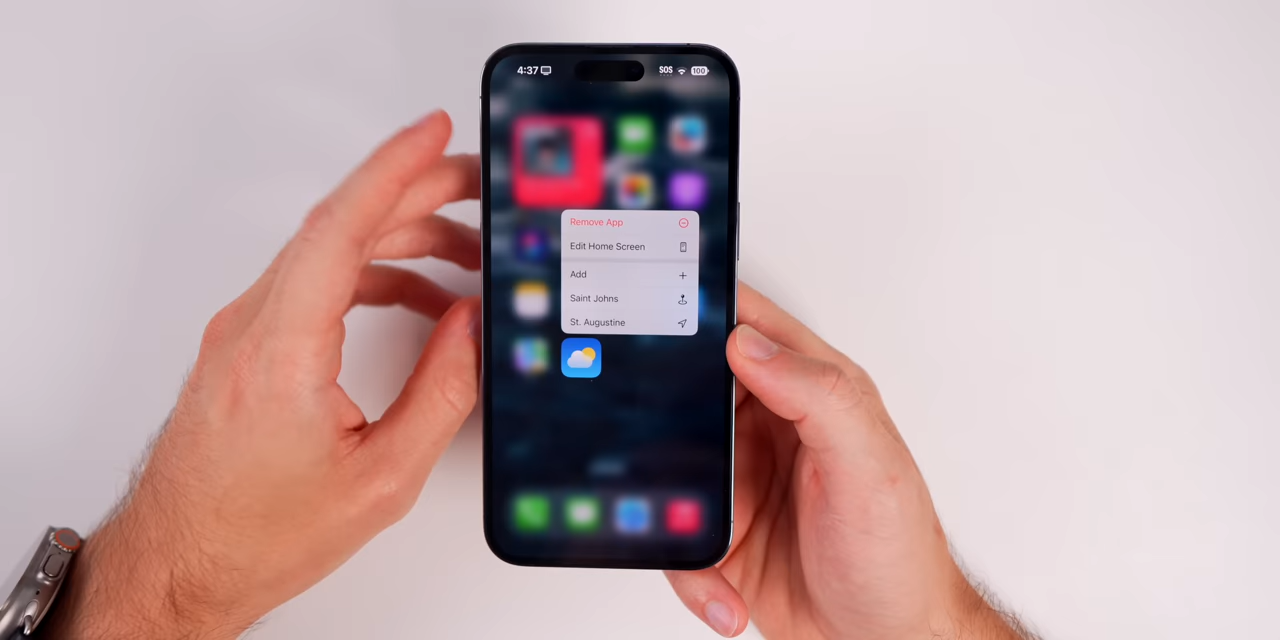 4:37
SOS 100
Remove App
Edit Home Screen
Add
Saint Johns
St. Augustine